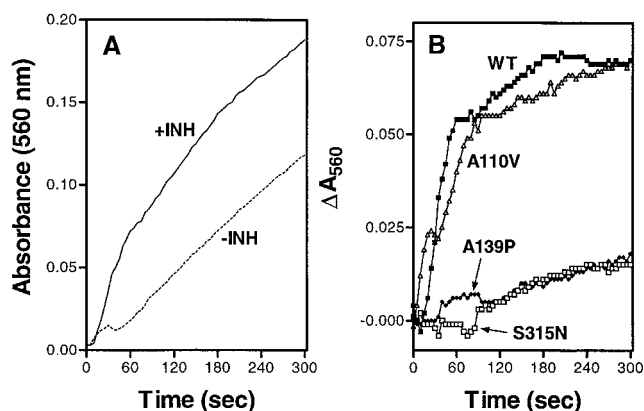 A
Absorbance (560 nm)
0.20
0.15
0.10
0.05
0.00
+INH
-INH
0 60 120 180 240 300
Time (sec)
B
ΔA560
0.075
0.050
0.025
-0.000
WT
A110V
A139P
S315N
0 60 120 180 240 300
Time (sec)